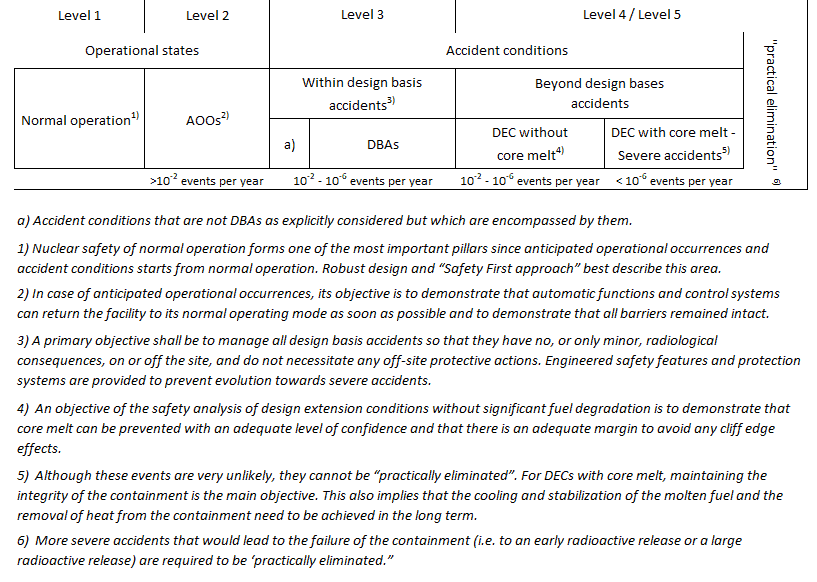 Level 1 Level 2 Level 3 Level 4 / Level 5
Operational states Accident conditions
Within design basis accidents3)
Beyond design bases accidents
Normal operation1)
AOOs2)
a) DBAs
DEC without core melt4)
DEC with core melt - Severe accidents5)
"practical elimination" 6)
>10-2 events per year 10-2 - 10-6 events per year 10-2 - 10-6 events per year < 10-6 events per year
a) Accident conditions that are not DBAs as explicitly considered but which are encompassed by them.
1) Nuclear safety of normal operation forms one of the most important pillars since anticipated operational occurrences and
accident conditions starts from normal operation. Robust design and “Safety First approach” best describe this area.
2) In case of anticipated operational occurrences, its objective is to demonstrate that automatic functions and control systems
can return the facility to its normal operating mode as soon as possible and to demonstrate that all barriers remained intact.
3) A primary objective shall be to manage all design basis accidents so that they have no, or only minor, radiological
consequences, on or off the site, and do not necessitate any off-site protective actions. Engineered safety features and protection
systems are provided to prevent evolution towards severe accidents.
4) An objective of the safety analysis of design extension conditions without significant fuel degradation is to demonstrate that
core melt can be prevented with an adequate level of confidence and that there is an adequate margin to avoid any cliff edge
effects.
5) Although these events are very unlikely, they cannot be “practically eliminated”. For DECs with core melt, maintaining the
integrity of the containment is the main objective. This also implies that the cooling and stabilization of the molten fuel and the
removal of heat from the containment need to be achieved in the long term.
6) More severe accidents that would lead to the failure of the containment (i.e. to an early radioactive release or a large
radioactive release) are required to be ‘practically eliminated.”